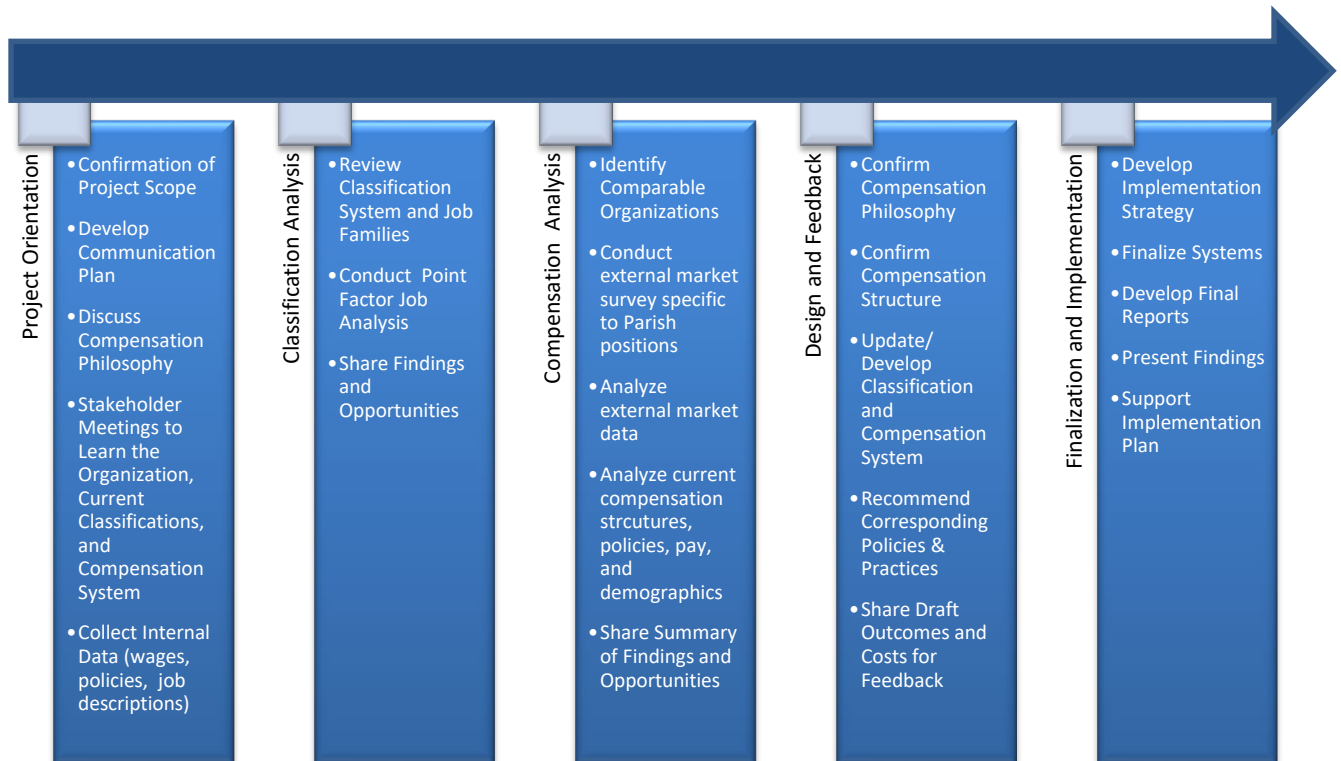 Project Orientation
•Confirmation of
Project Scope
•Develop
Communication
Plan
•Discuss
Compensation
Philosophy
•Stakeholder
Meetings to
Learn the
Organization,
Current
Classifications,
and
Compensation
System
•Collect Internal
Data (wages,
policies,  job
descriptions)
Classification Analysis
•Review
Classification
System and Job
Families
•Conduct  Point
Factor Job
Analysis
•Share Findings
and
Opportunities
Compensation  Analysis
•Identify
Comparable
Organizations
•Conduct
external market
survey specific
to Parish
positions
•Analyze
external market
data
•Analyze current
compensation
strcutures,
policies, pay,
and
demographics
•Share Summary
of Findings and
Opportunities
Design and Feedback
•Confirm
Compensation
Philosophy
•Confirm
Compensation
Structure
•Update/
Develop
Classification
and
Compensation
System
•Recommend
Corresponding
Policies &
Practices
•Share Draft
Outcomes and
Costs for
Feedback
Finalization and Implementation
•Develop
Implementation
Strategy
•Finalize Systems
•Develop Final
Reports
•Present Findings
•Support
Implementation
Plan